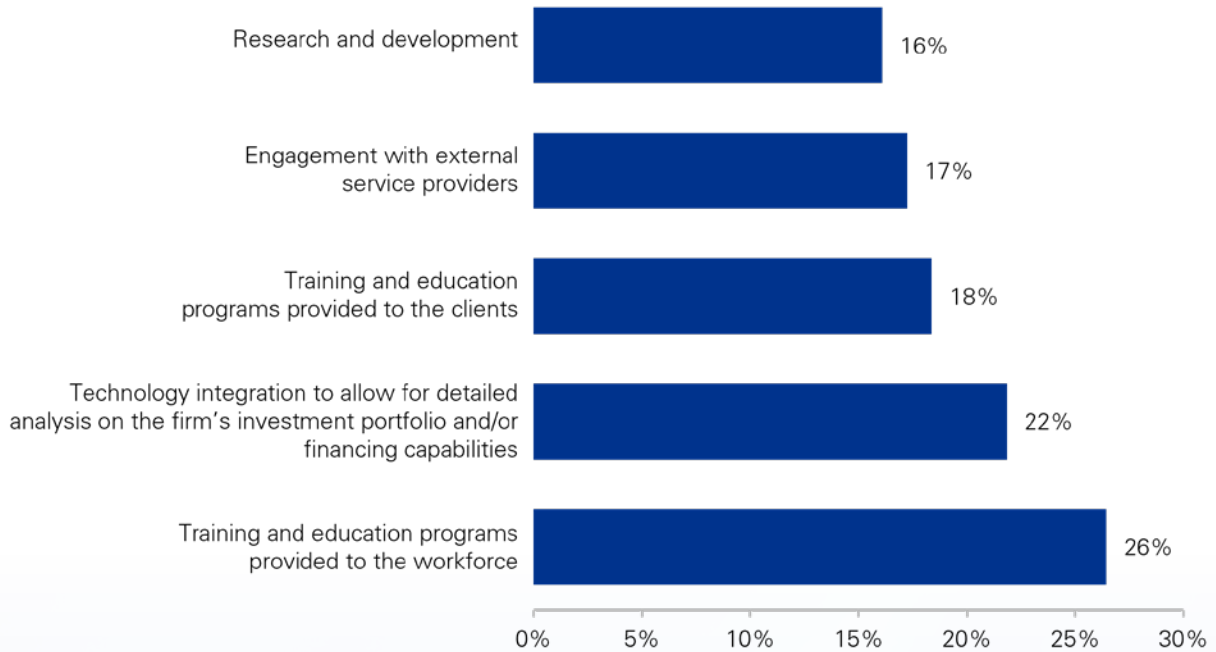 Research and development
16%
Engagement with external
service providers
17%
Training and education
programs provided to the clients
18%
Technology integration to allow for detailed
analysis on the firm’s investment portfolio and/or
financing capabilities
22%
Training and education programs
provided to the workforce
26%
0% 5% 10% 15% 20% 25% 30%